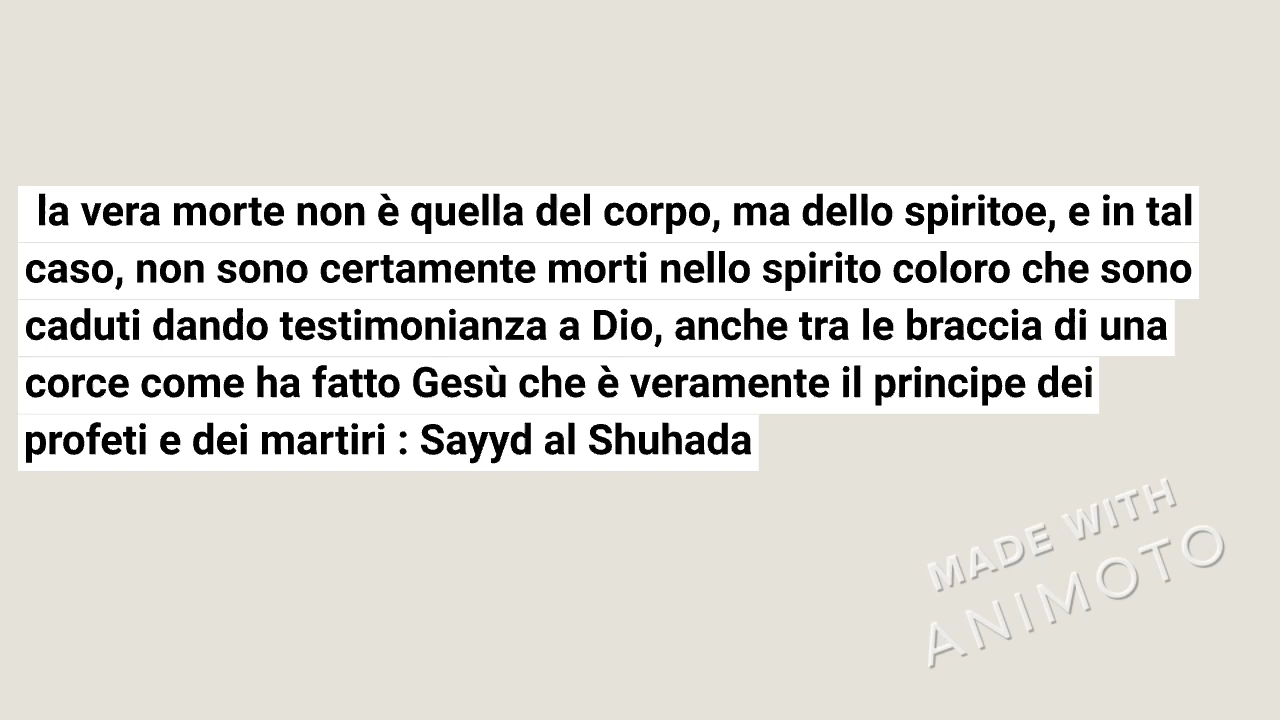 la vera morte non è quella del corpo, ma dello spiritoe, e in tal
caso, non sono certamente morti nello spirito coloro che sono
caduti dando testimonianza a Dio, anche tra le braccia di una
corce come ha fatto Gesù che è veramente il principe dei
profeti e dei martiri : Sayyd al Shuhada
MADE WITH
ANIMOTO